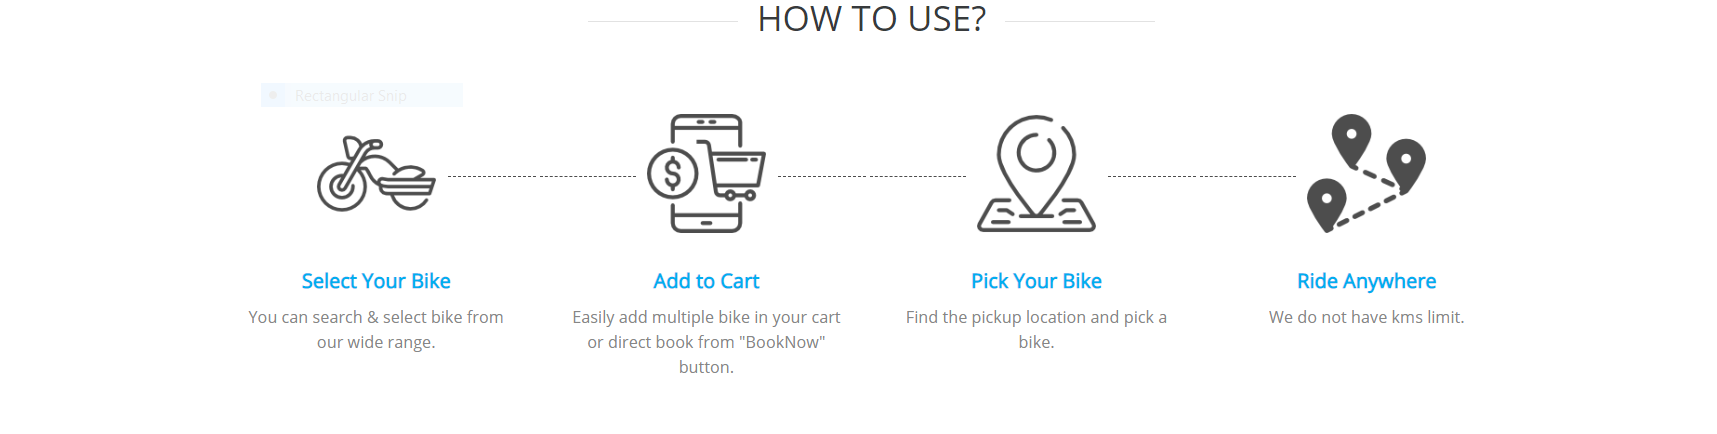 HOW TO USE?
Rectangular Snip
Select Your Bike
You can search & select bike from
our wide range.
Add to Cart
Easily add multiple bike in your cart
or direct book from "BookNow"
button.
Pick Your Bike
Find the pickup location and pick a
bike.
Ride Anywhere
We do not have kms limit.